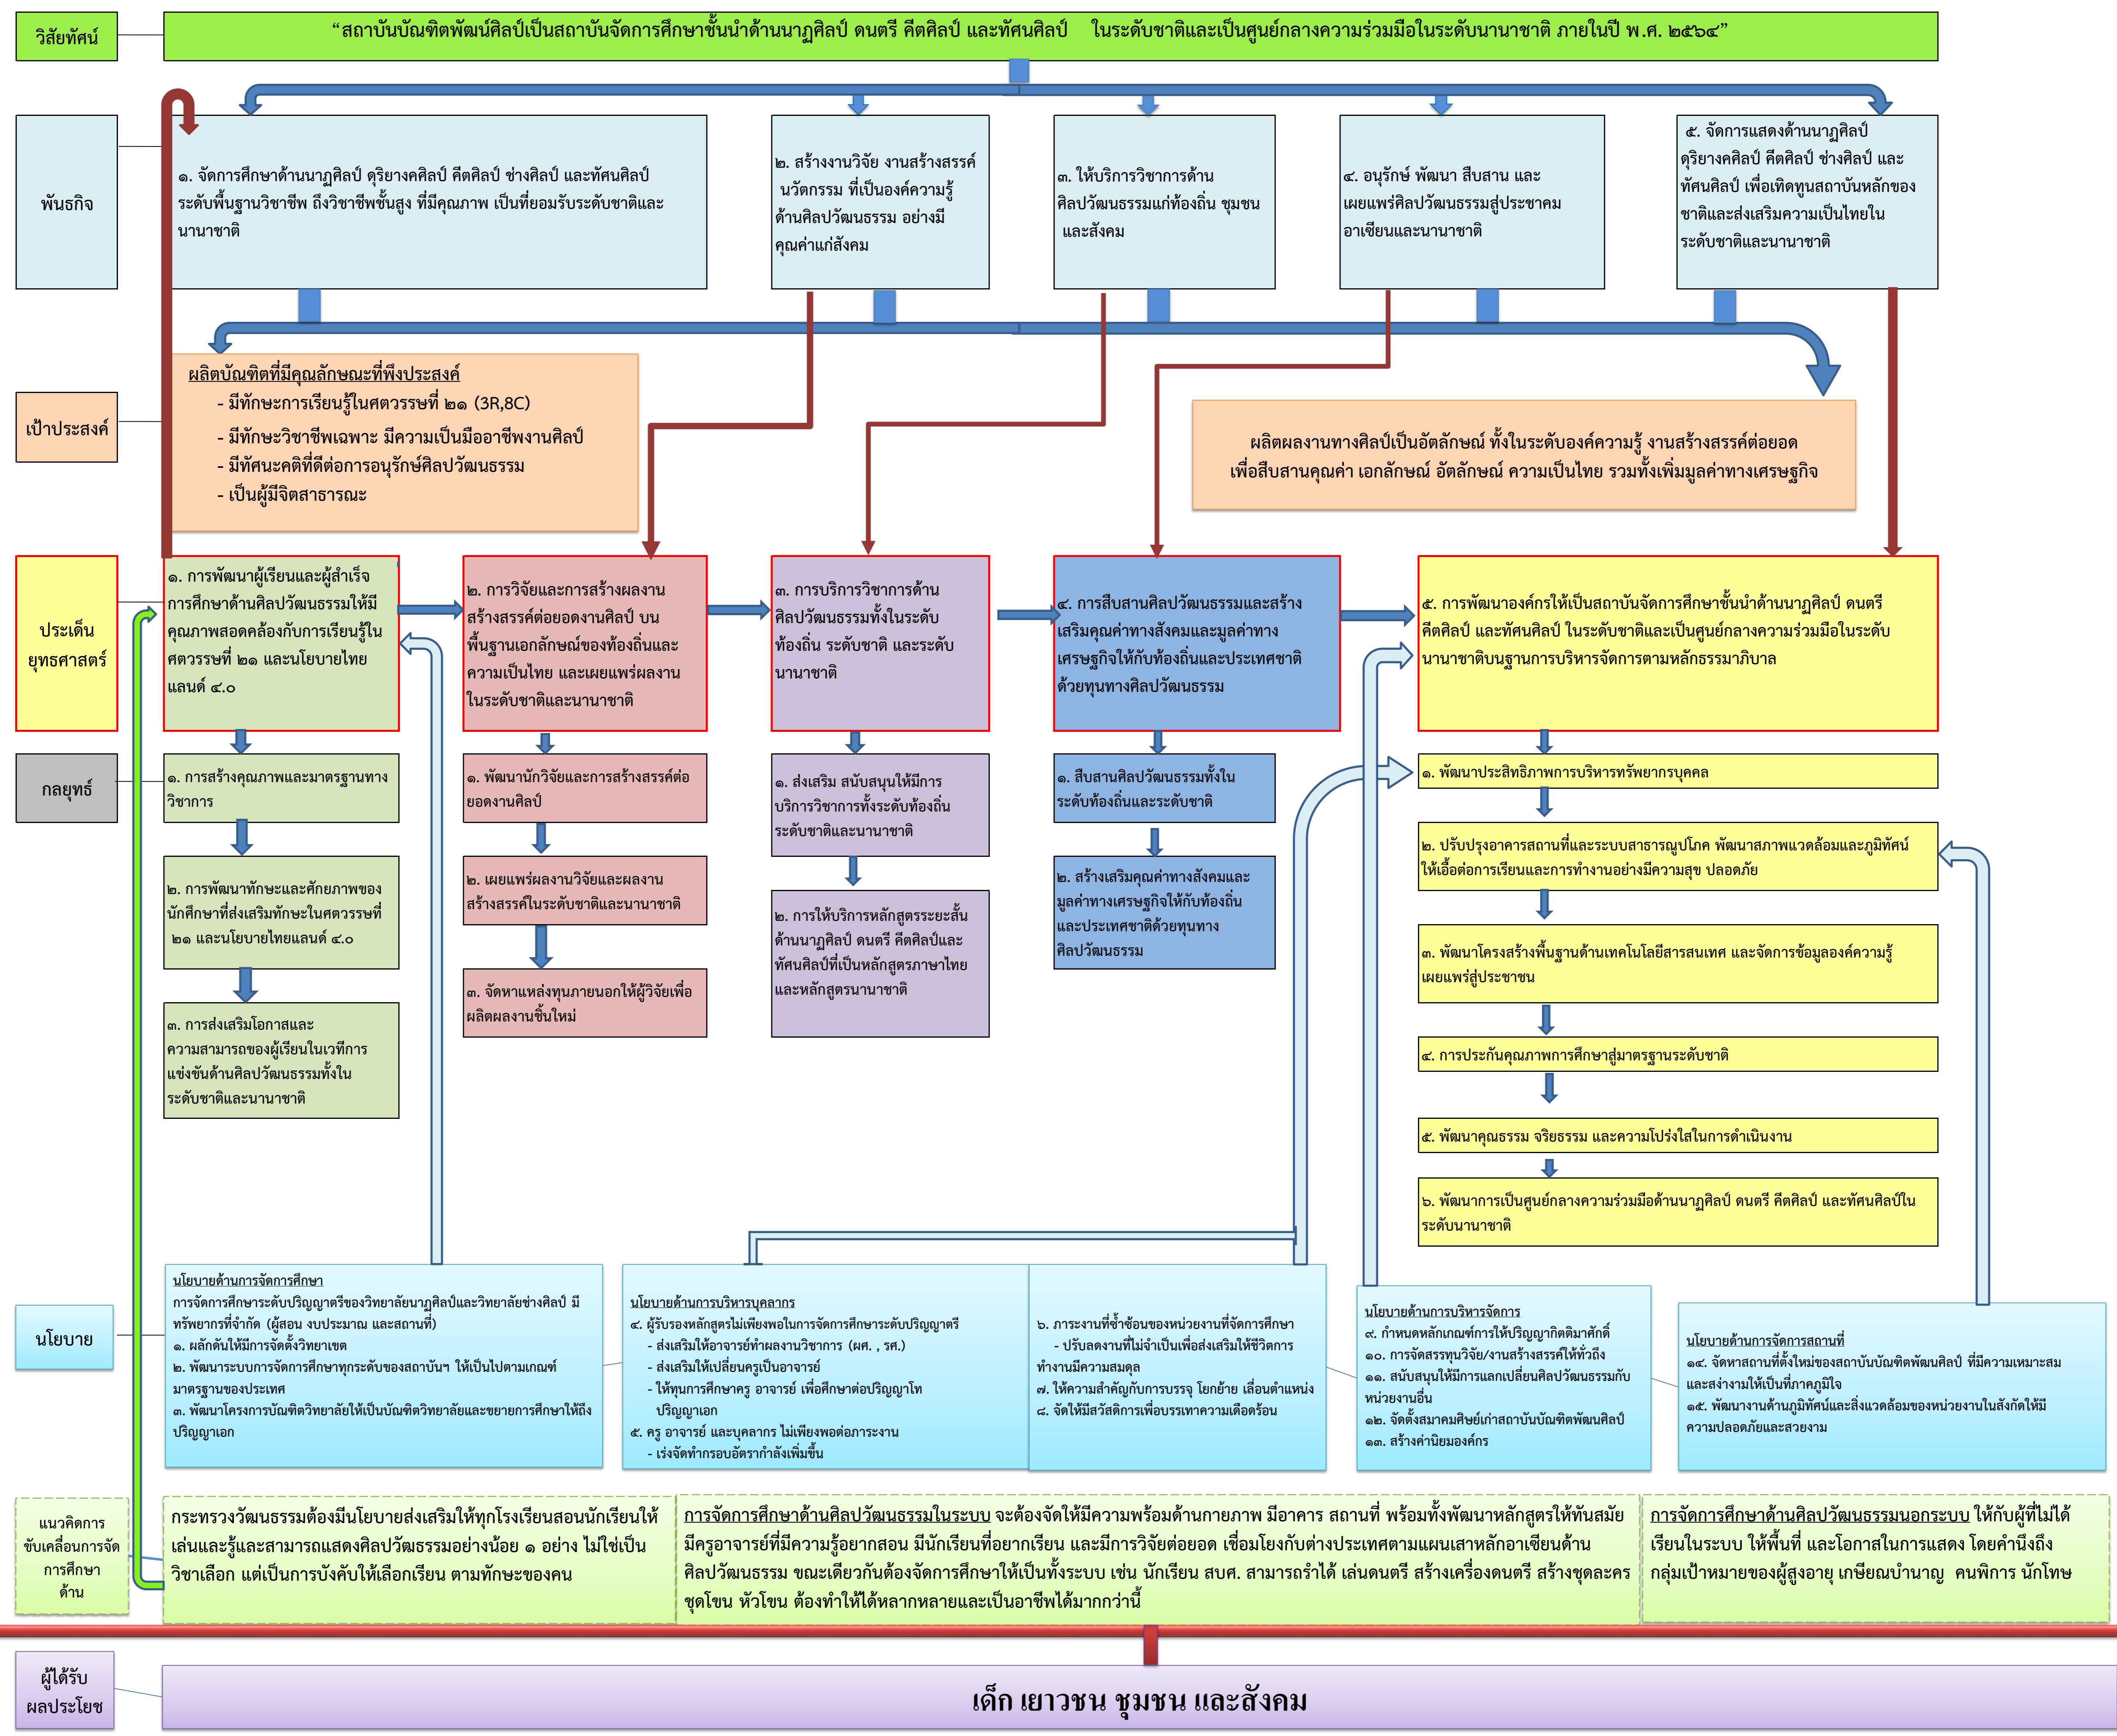 วิสัยทัศน์
“สถาบันบัณฑิตพัฒน์ศิลป์เป็นสถาบันจัดการศึกษาชั้นนำด้านนาฏศิลป์ ดนตรี คีตศิลป์ และทัศนศิลป์ ในระดับชาติและเป็นศูนย์กลางความร่วมมือในระดับนานาชาติ ภายในปี พ.ศ. ๒๕๖๔”
พันธกิจ
๑. จัดการศึกษาด้านนาฏศิลป์ ดุริยางคศิลป์ คีตศิลป์ ช่างศิลป์ และทัศนศิลป์
ระดับพื้นฐานวิชาชีพ ถึงวิชาชีพชั้นสูง ที่มีคุณภาพ เป็นที่ยอมรับระดับชาติและ
นานาชาติ
๒. สร้างงานวิจัย งานสร้างสรรค์
นวัตกรรม ที่เป็นองค์ความรู้
ด้านศิลปวัฒนธรรม อย่างมี
คุณค่าแก่สังคม
๓. ให้บริการวิชาการด้าน
ศิลปวัฒนธรรมแก่ท้องถิ่น ชุมชน
และสังคม
๔. อนุรักษ์ พัฒนา สืบสาน และ
เผยแพร่ศิลปวัฒนธรรมสู่ประชาคม
อาเซียนและนานาชาติ
๕. จัดการแสดงด้านนาฏศิลป์
ดุริยางคศิลป์ คีตศิลป์ ช่างศิลป์ และ
ทัศนศิลป์ เพื่อเทิดทูนสถาบันหลักของ
ชาติและส่งเสริมความเป็นไทยใน
ระดับชาติและนานาชาติ
เป้าประสงค์
ผลิตบัณฑิตที่มีคุณลักษณะที่พึงประสงค์
- มีทักษะการเรียนรู้ในศตวรรษที่ ๒๑ (3R,8C)
- มีทักษะวิชาชีพเฉพาะ มีความเป็นมืออาชีพงานศิลป์
- มีทัศนะคติที่ดีต่อการอนุรักษ์ศิลปวัฒนธรรม
- เป็นผู้มีจิตสาธารณะ
ผลิตผลงานทางศิลป์เป็นอัตลักษณ์ ทั้งในระดับองค์ความรู้ งานสร้างสรรค์ต่อยอด
เพื่อสืบสานคุณค่า เอกลักษณ์ อัตลักษณ์ ความเป็นไทย รวมทั้งเพิ่มมูลค่าทางเศรษฐกิจ
ประเด็น
ยุทธศาสตร์
๑. การพัฒนาผู้เรียนและผู้สำเร็จ
การศึกษาด้านศิลปวัฒนธรรมให้มี
คุณภาพสอดคล้องกับการเรียนรู้ใน
ศตวรรษที่ ๒๑ และนโยบายไทย
แลนด์ ๔.๐
๒. การวิจัยและการสร้างผลงาน
สร้างสรรค์ต่อยอดงานศิลป์ บน
พื้นฐานเอกลักษณ์ของท้องถิ่นและ
ความเป็นไทย และเผยแพร่ผลงาน
ในระดับชาติและนานาชาติ
๓. การบริการวิชาการด้าน
ศิลปวัฒนธรรมทั้งในระดับ
ท้องถิ่น ระดับชาติ และระดับ
นานาชาติ
๔. การสืบสานศิลปวัฒนธรรมและสร้าง
เสริมคุณค่าทางสังคมและมูลค่าทาง
เศรษฐกิจให้กับท้องถิ่นและประเทศชาติ
ด้วยทุนทางศิลปวัฒนธรรม
๕. การพัฒนาองค์กรให้เป็นสถาบันจัดการศึกษาชั้นนำด้านนาฏศิลป์ ดนตรี
คีตศิลป์ และทัศนศิลป์ ในระดับชาติและเป็นศูนย์กลางความร่วมมือในระดับ
นานาชาติบนฐานการบริหารจัดการตามหลักธรรมาภิบาล
กลยุทธ์
๑. การสร้างคุณภาพและมาตรฐานทาง
วิชาการ
๒. การพัฒนาทักษะและศักยภาพของ
นักศึกษาที่ส่งเสริมทักษะในศตวรรษที่
๒๑ และนโยบายไทยแลนด์ ๔.๐
๓. การส่งเสริมโอกาสและ
ความสามารถของผู้เรียนในเวทีการ
แข่งขันด้านศิลปวัฒนธรรมทั้งใน
ระดับชาติและนานาชาติ
๑. พัฒนานักวิจัยและการสร้างสรรค์ต่อ
ยอดงานศิลป์
๒. เผยแพร่ผลงานวิจัยและผลงาน
สร้างสรรค์ในระดับชาติและนานาชาติ
๓. จัดหาแหล่งทุนภายนอกให้ผู้วิจัยเพื่อ
ผลิตผลงานชิ้นใหม่
๑. ส่งเสริม สนับสนุนให้มีการ
บริการวิชาการทั้งระดับท้องถิ่น
ระดับชาติและนานาชาติ
๒. การให้บริการหลักสูตรระยะสั้น
ด้านนาฏศิลป์ ดนตรี คีตศิลป์และ
ทัศนศิลป์ที่เป็นหลักสูตรภาษาไทย
และหลักสูตรนานาชาติ
๑. สืบสานศิลปวัฒนธรรมทั้งใน
ระดับท้องถิ่นและระดับชาติ
๒. สร้างเสริมคุณค่าทางสังคมและ
มูลค่าทางเศรษฐกิจให้กับท้องถิ่น
และประเทศชาติด้วยทุนทาง
ศิลปวัฒนธรรม
๑. พัฒนาประสิทธิภาพการบริหารทรัพยากรบุคคล
๒. ปรับปรุงอาคารสถานที่และระบบสาธารณูปโภค พัฒนาสภาพแวดล้อมและภูมิทัศน์
ให้เอื้อต่อการเรียนและการทำงานอย่างมีความสุข ปลอดภัย
๓. พัฒนาโครงสร้างพื้นฐานด้านเทคโนโลยีสารสนเทศ และจัดการข้อมูลองค์ความรู้
เผยแพร่สู่ประชาชน
๔. การประกันคุณภาพการศึกษาสู่มาตรฐานระดับชาติ
๕. พัฒนาคุณธรรม จริยธรรม และความโปร่งใสในการดำเนินงาน
๖. พัฒนาการเป็นศูนย์กลางความร่วมมือด้านนาฏศิลป์ ดนตรี คีตศิลป์ และทัศนศิลป์ใน
ระดับนานาชาติ
นโยบาย
นโยบายด้านการจัดการศึกษา
การจัดการศึกษาระดับปริญญาตรีของวิทยาลัยนาฏศิลป์และวิทยาลัยช่างศิลป์ มี
ทรัพยากรที่จำกัด (ผู้สอน งบประมาณ และสถานที่)
๑. ผลักดันให้มีการจัดตั้งวิทยาเขต
๒. พัฒนาระบบการจัดการศึกษาทุกระดับของสถาบันฯ ให้เป็นไปตามเกณฑ์
มาตรฐานของประเทศ
๓. พัฒนาโครงการบัณฑิตวิทยาลัยให้เป็นบัณฑิตวิทยาลัยและขยายการศึกษาให้ถึง
ปริญญาเอก
นโยบายด้านการบริหารบุคลากร
๔. ผู้รับรองหลักสูตรไม่เพียงพอในการจัดการศึกษาระดับปริญญาตรี
- ส่งเสริมให้อาจารย์ทำผลงานวิชาการ (ผศ. , รศ.)
- ส่งเสริมให้เปลี่ยนครูเป็นอาจารย์
- ให้ทุนการศึกษาครู อาจารย์ เพื่อศึกษาต่อปริญญาโท
ปริญญาเอก
๕. ครู อาจารย์ และบุคลากร ไม่เพียงพอต่อภาระงาน
- เร่งจัดทำกรอบอัตรากำลังเพิ่มขึ้น
๖. ภาระงานที่ซ้ำซ้อนของหน่วยงานที่จัดการศึกษา
- ปรับลดงานที่ไม่จำเป็นเพื่อส่งเสริมให้ชีวิตการ
ทำงานมีความสมดุล
๗. ให้ความสำคัญกับการบรรจุ โยกย้าย เลื่อนตำแหน่ง
๘. จัดให้มีสวัสดิการเพื่อบรรเทาความเดือดร้อน
นโยบายด้านการบริหารจัดการ
๙. กำหนดหลักเกณฑ์การให้ปริญญากิตติมาศักดิ์
๑๐. การจัดสรรทุนวิจัย/งานสร้างสรรค์ให้ทั่วถึง
๑๑. สนับสนุนให้มีการแลกเปลี่ยนศิลปวัฒนธรรมกับ
หน่วยงานอื่น
๑๒. จัดตั้งสมาคมศิษย์เก่าสถาบันบัณฑิตพัฒนศิลป์
๑๓. สร้างค่านิยมองค์กร
นโยบายด้านการจัดการสถานที่
๑๔. จัดหาสถานที่ตั้งใหม่ของสถาบันบัณฑิตพัฒนศิลป์ ที่มีความเหมาะสม
และสง่างามให้เป็นที่ภาคภูมิใจ
๑๕. พัฒนางานด้านภูมิทัศน์และสิ่งแวดล้อมของหน่วยงานในสังกัดให้มี
ความปลอดภัยและสวยงาม
แนวคิดการ
ขับเคลื่อนการจัด
การศึกษา
ด้าน
กระทรวงวัฒนธรรมต้องมีนโยบายส่งเสริมให้ทุกโรงเรียนสอนนักเรียนให้
เล่นและรู้และสามารถแสดงศิลปวัฒธรรมอย่างน้อย ๑ อย่าง ไม่ใช่เป็น
วิชาเลือก แต่เป็นการบังคับให้เลือกเรียน ตามทักษะของคน
การจัดการศึกษาด้านศิลปวัฒนธรรมในระบบ จะต้องจัดให้มีความพร้อมด้านกายภาพ มีอาคาร สถานที่ พร้อมทั้งพัฒนาหลักสูตรให้ทันสมัย
มีครูอาจารย์ที่มีความรู้อยากสอน มีนักเรียนที่อยากเรียน และมีการวิจัยต่อยอด เชื่อมโยงกับต่างประเทศตามแผนเสาหลักอาเซียนด้าน
ศิลปวัฒนธรรม ขณะเดียวกันต้องจัดการศึกษาให้เป็นทั้งระบบ เช่น นักเรียน สบศ. สามารถรำได้ เล่นดนตรี สร้างเครื่องดนตรี สร้างชุดละคร
ชุดโขน หัวโขน ต้องทำให้ได้หลากหลายและเป็นอาชีพได้มากกว่านี้
การจัดการศึกษาด้านศิลปวัฒนธรรมนอกระบบ ให้กับผู้ที่ไม่ได้
เรียนในระบบ ให้พื้นที่ และโอกาสในการแสดง โดยคำนึงถึง
กลุ่มเป้าหมายของผู้สูงอายุ เกษียณบำนาญ คนพิการ นักโทษ
ผู้ได้รับ
ผลประโยช
เด็ก เยาวชน ชุมชน และสังคม